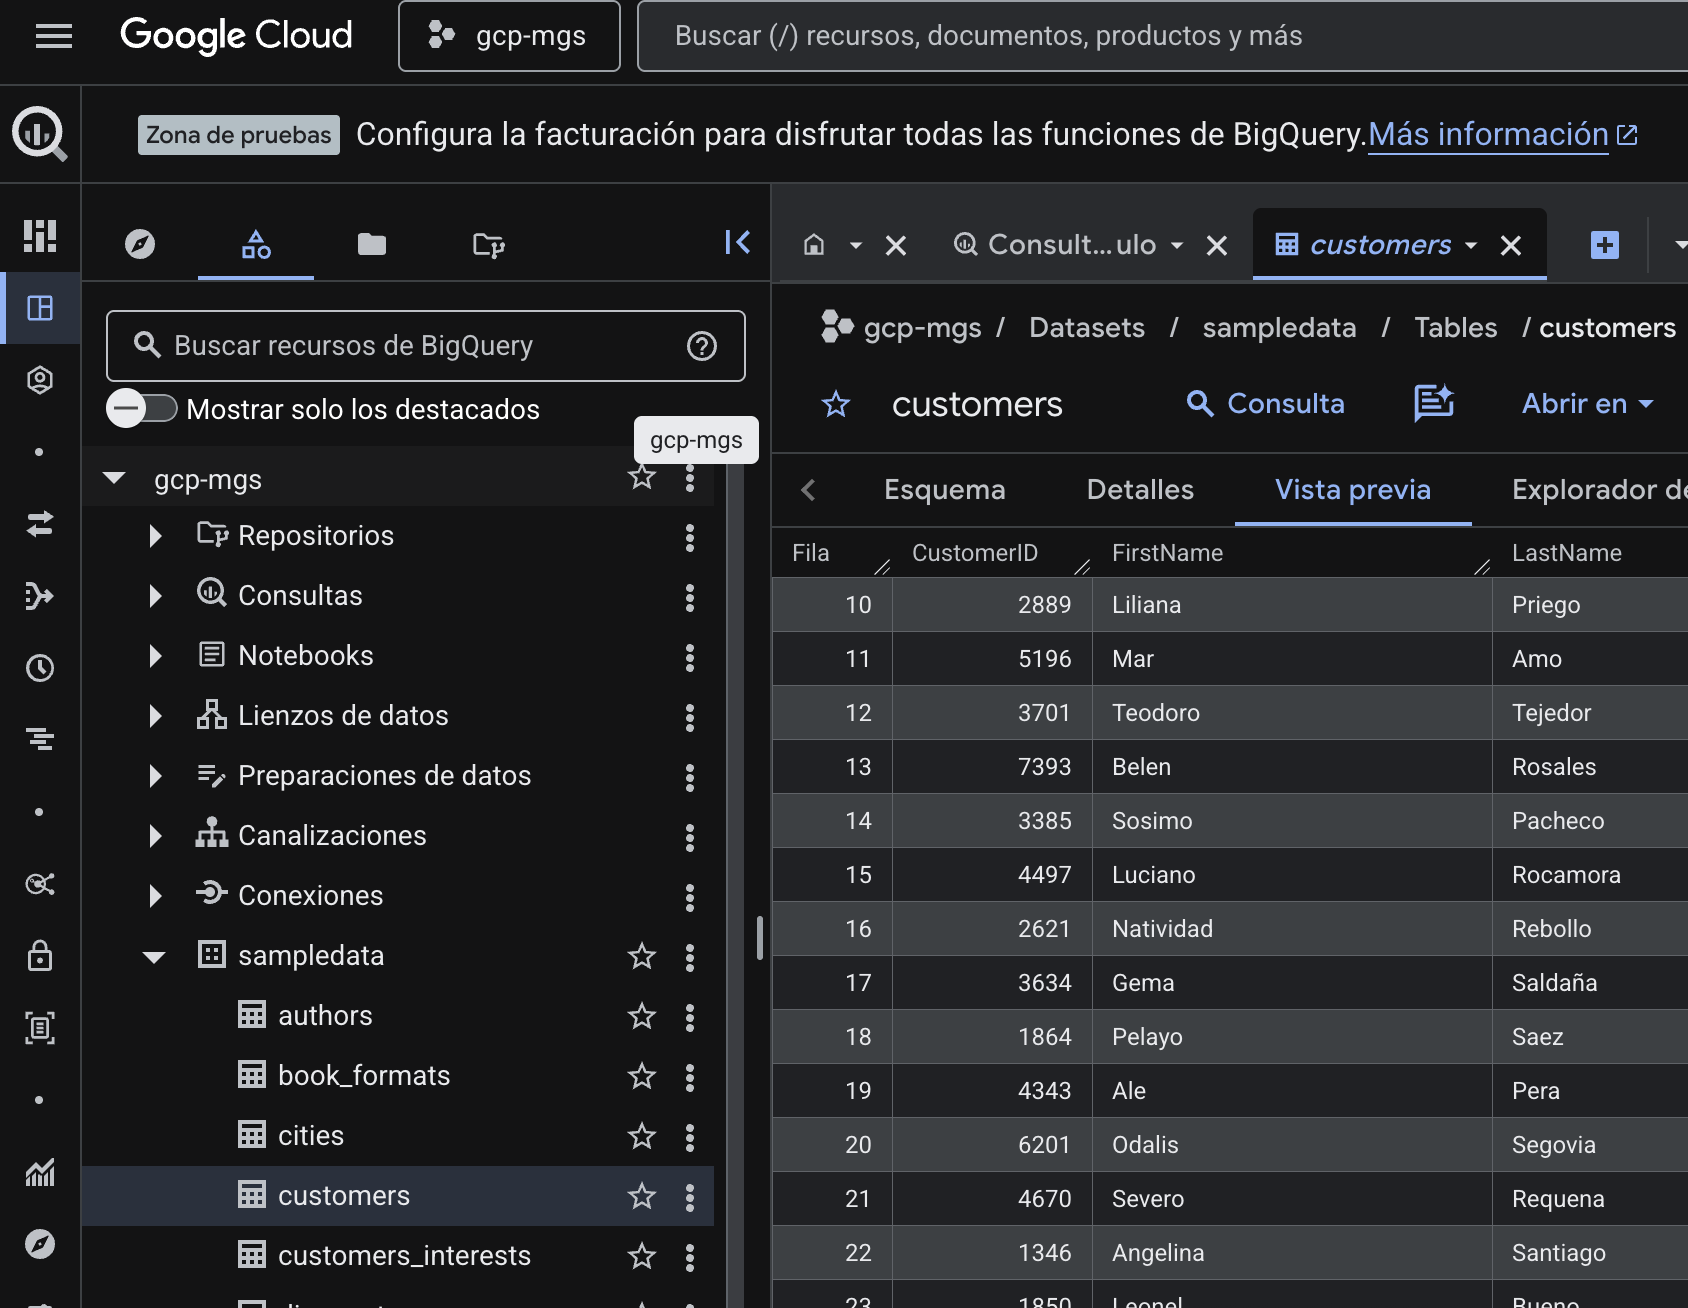 Google Cloud
gcp-mgs
Buscar (/) recursos, documentos, productos y más
Zona de pruebas
Configura la facturación para disfrutar todas las funciones de BigQuery.Más información
Buscar recursos de BigQuery
Mostrar solo los destacados
gcp-mgs
gcp-mgs
Repositorios
Consultas
Notebooks
Lienzos de datos
Preparaciones de datos
Canalizaciones
Conexiones
sampledata
authors
book_formats
cities
customers
customers_interests
Consult...ulo
customers
gcp-mgs / Datasets / sampledata / Tables / customers
customers
Consulta
Abrir en
Esquema Detalles Vista previa Explorador de
Fila CustomerID FirstName LastName
10 2889 Liliana Priego
11 5196 Mar Amo
12 3701 Teodoro Tejedor
13 7393 Belen Rosales
14 3385 Sosimo Pacheco
15 4497 Luciano Rocamora
16 2621 Natividad Rebollo
17 3634 Gema Saldaña
18 1864 Pelayo Saez
19 4343 Ale Pera
20 6201 Odalis Segovia
21 4670 Severo Requena
22 1346 Angelina Santiago
23 1850 Leonel Bueno